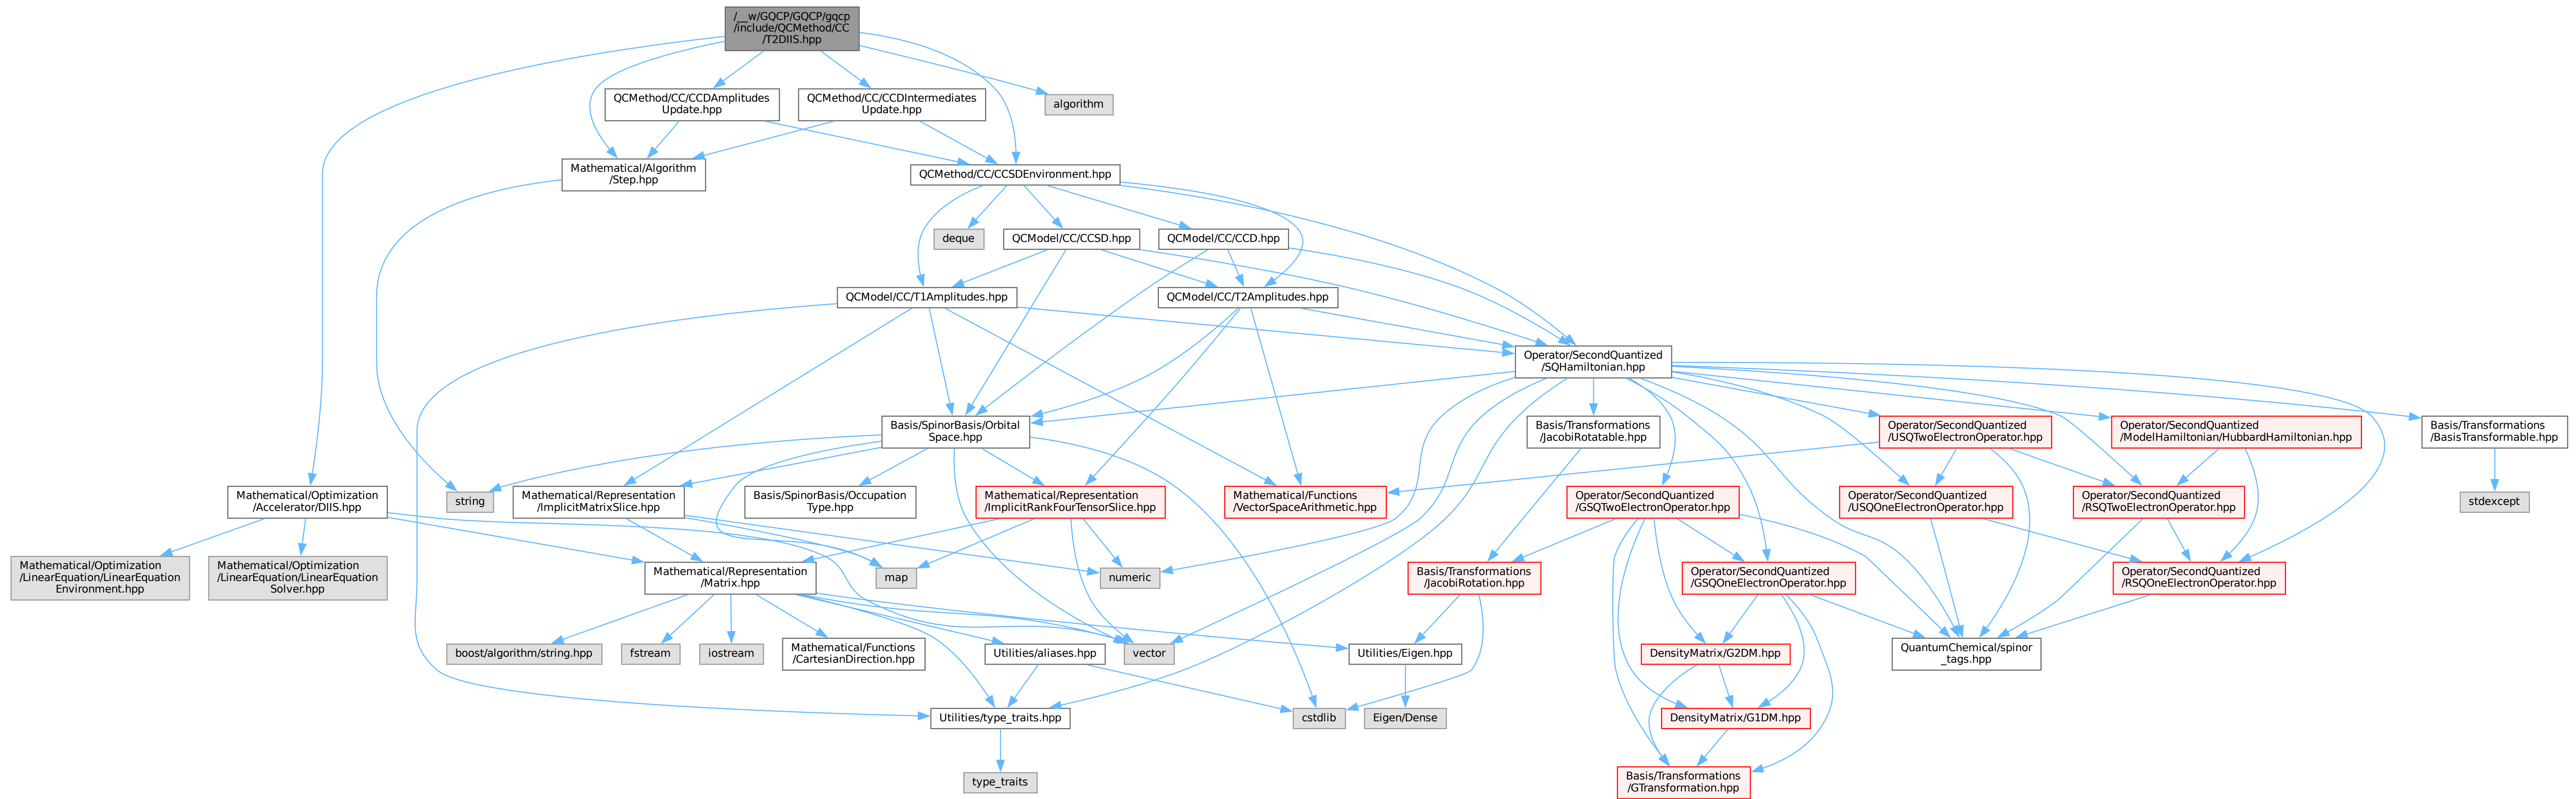 /__w/GQCP/GQCP/gqcp
/include/QCMethod/CC
/T2DIIS.hpp
QCMethod/CC/CCDAmplitudes
Update.hpp
QCMethod/CC/CCDIntermediates
Update.hpp
algorithm
Mathematical/Algorithm
/Step.hpp
QCMethod/CC/CCSDEnvironment.hpp
deque
QCModel/CC/CCSD.hpp
QCModel/CC/CCD.hpp
QCModel/CC/T1Amplitudes.hpp
QCModel/CC/T2Amplitudes.hpp
Operator/SecondQuantized
/SQHamiltonian.hpp
Basis/SpinorBasis/Orbital
Space.hpp
Basis/Transformations
/JacobiRotatable.hpp
Operator/SecondQuantized
/USQTwoElectronOperator.hpp
Operator/SecondQuantized
/ModelHamiltonian/HubbardHamiltonian.hpp
Basis/Transformations
/BasisTransformable.hpp
Mathematical/Optimization
/Accelerator/DIIS.hpp
string
Mathematical/Representation
/ImplicitMatrixSlice.hpp
Basis/SpinorBasis/Occupation
Type.hpp
Mathematical/Representation
/ImplicitRankFourTensorSlice.hpp
Mathematical/Functions
/VectorSpaceArithmetic.hpp
Operator/SecondQuantized
/GSQTwoElectronOperator.hpp
Operator/SecondQuantized
/USQOneElectronOperator.hpp
Operator/SecondQuantized
/RSQTwoElectronOperator.hpp
stdexcept
Mathematical/Optimization
/LinearEquation/LinearEquation
Environment.hpp
Mathematical/Optimization
/LinearEquation/LinearEquation
Solver.hpp
Mathematical/Representation
/Matrix.hpp
map
numeric
Basis/Transformations
/JacobiRotation.hpp
Operator/SecondQuantized
/GSQOneElectronOperator.hpp
Operator/SecondQuantized
/RSQOneElectronOperator.hpp
boost/algorithm/string.hpp
fstream
iostream
Mathematical/Functions
/CartesianDirection.hpp
Utilities/aliases.hpp
vector
Utilities/Eigen.hpp
DensityMatrix/G2DM.hpp
QuantumChemical/spinor
_tags.hpp
Utilities/type_traits.hpp
cstdlib
Eigen/Dense
DensityMatrix/G1DM.hpp
type_traits
Basis/Transformations
/GTransformation.hpp